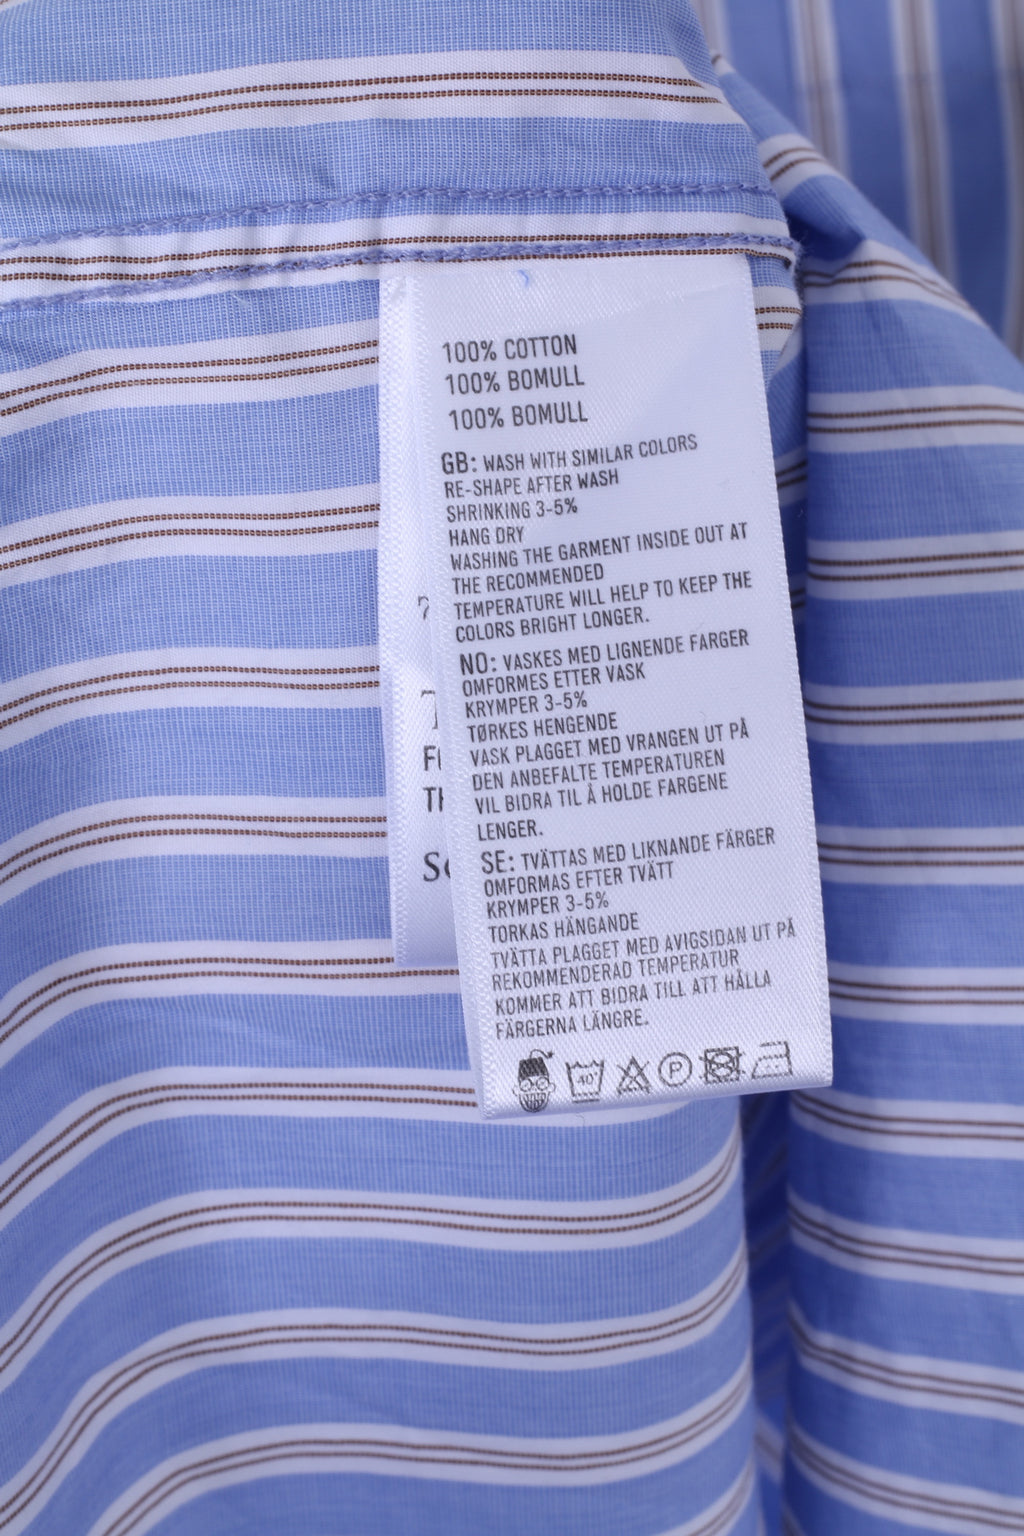 100% COTTON
100% BOMULL
100% BOMULL
GB: WASH WITH SIMILAR COLORS
RE-SHAPE AFTER WASH
SHRINKING 3-5%
HANG DRY
WASHING THE GARMENT INSIDE OUT AT
THE RECOMMENDED
TEMPERATURE WILL HELP TO KEEP THE
COLORS BRIGHT LONGER.
NO: VASKES MED LIGNENDE FARGER
OMFORMES ETTER VASK
KRYMPER 3-5%
TØRKES HENGENDE
VASK PLAGGET MED VRANGEN UT PÅ
DEN ANBEFALTE TEMPERATUREN
VIL BIDRA TIL Å HOLDE FARGENE
LENGER.
SE: TVÄTTAS MED LIKNANDE FÄRGER
OMFORMAS EFTER TVÄTT
KRYMPER 3-5%
TORKAS HÄNGANDE
TVÄTTA PLAGGET MED AVIGSIDAN UT PÅ
REKOMMENDERAD TEMPERATUR
KOMMER ATT BIDRA TILL ATT HÅLLA
FÄRGERNA LÄNGRE.
40 P